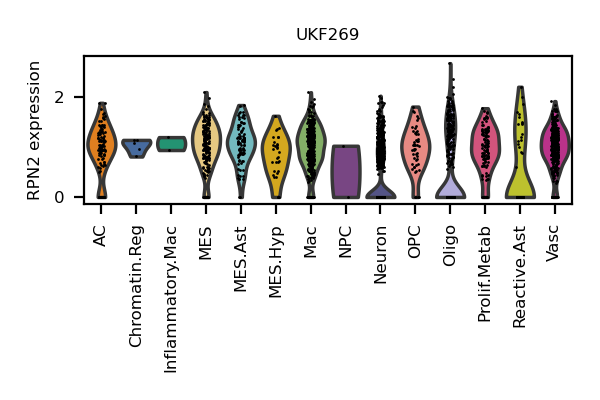 UKF269
RPN2 expression
2
0
AC
Chromatin.Reg
Inflammatory.Mac
MES
MES.Ast
MES.Hyp
Mac
NPC
Neuron
OPC
Oligo
Prolif.Metab
Reactive.Ast
Vasc